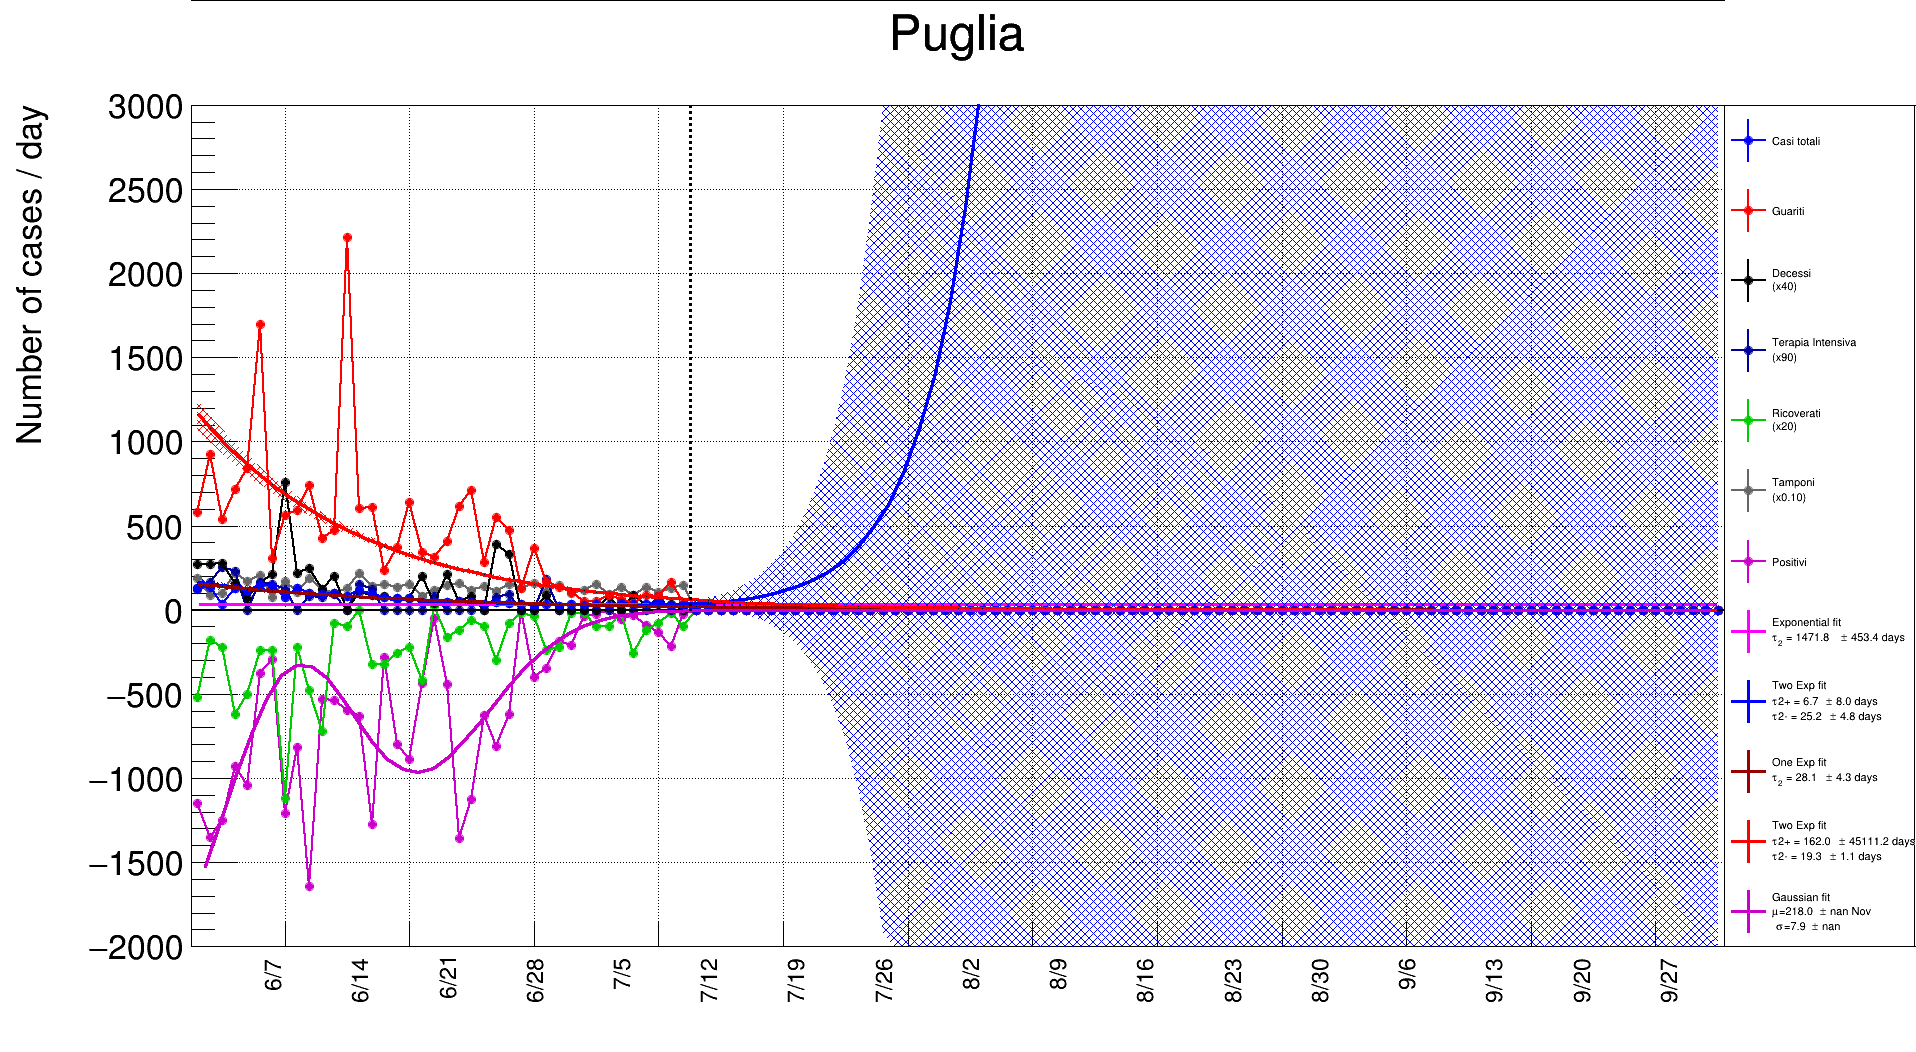 Puglia
Number of cases / day
3000
2500
2000
1500
1000
500
0
−500
−1000
−1500
−2000
6/7
6/14
6/21
6/28
7/5
7/12
7/19
7/26
8/2
8/9
8/16
8/23
8/30
9/6
9/13
9/20
9/27
Casi totali
Guariti
Decessi
(x40)
Terapia Intensiva
(x90)
Ricoverati
(x20)
Tamponi
(x0.10)
Positivi
Exponential fit
τ2 = 1471.8 ± 453.4 days
Two Exp fit
τ2+ = 6.7 ± 8.0 days
τ2- = 25.2 ± 4.8 days
One Exp fit
τ2 = 28.1 ± 4.3 days
Two Exp fit
τ2+ = 162.0 ± 45111.2 days
τ2- = 19.3 ± 1.1 days
Gaussian fit
μ=218.0 ± nan Nov
σ=7.9 ± nan